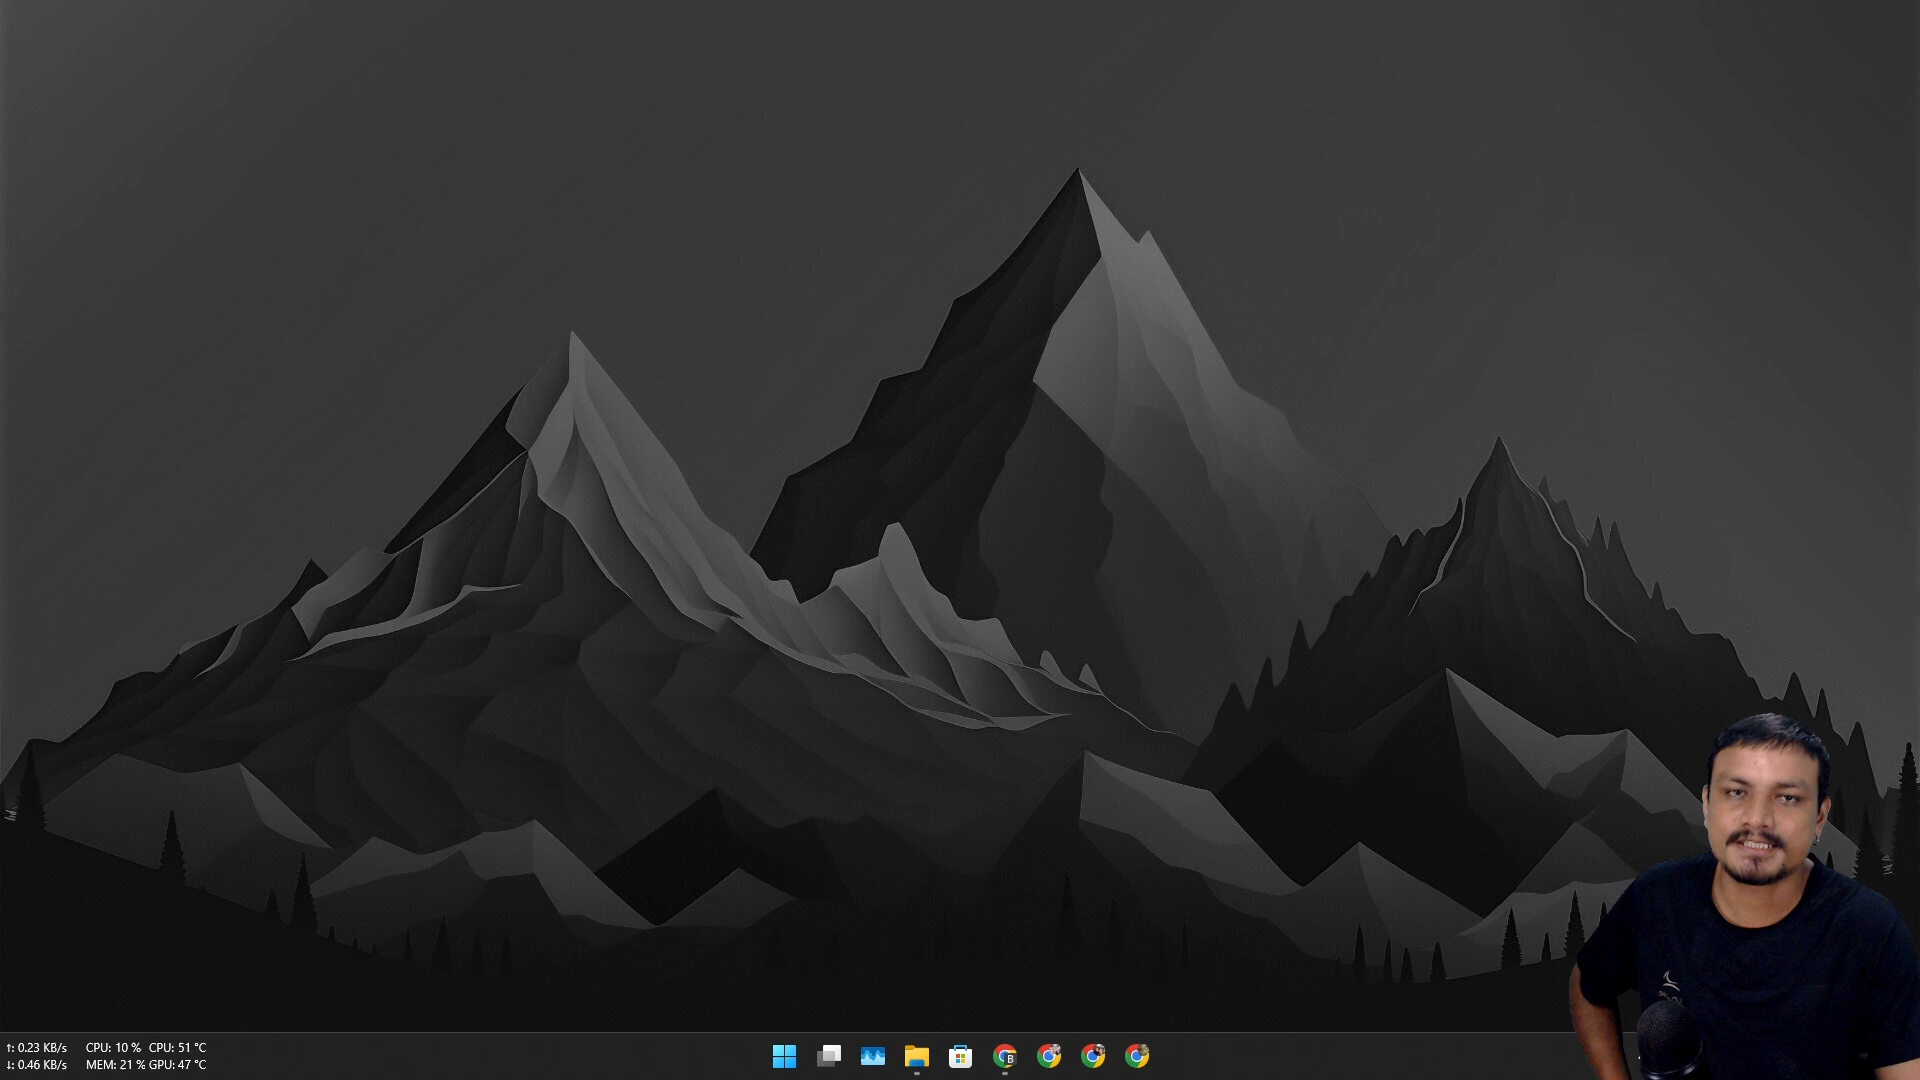 ↑: 0.23 KB/s CPU: 10 % CPU: 51 °C
↓: 0.46 KB/s MEM: 21 % GPU: 47 °C
B